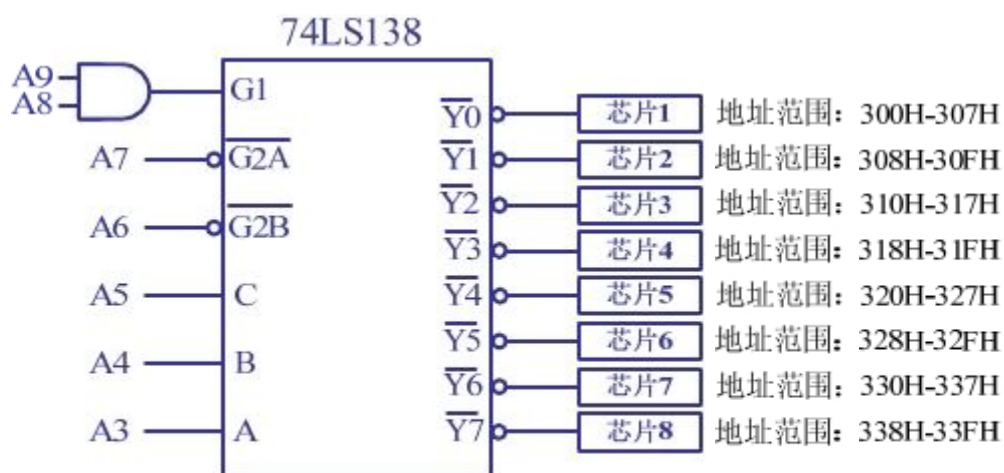 74LS138
A9
A8
G1
A7
G2A
A6
G2B
A5
C
A4
B
A3
A
Y0 芯片1 地址范围：300H-307H
Y1 芯片2 地址范围：308H-30FH
Y2 芯片3 地址范围：310H-317H
Y3 芯片4 地址范围：318H-31FH
Y4 芯片5 地址范围：320H-327H
Y5 芯片6 地址范围：328H-32FH
Y6 芯片7 地址范围：330H-337H
Y7 芯片8 地址范围：338H-33FH